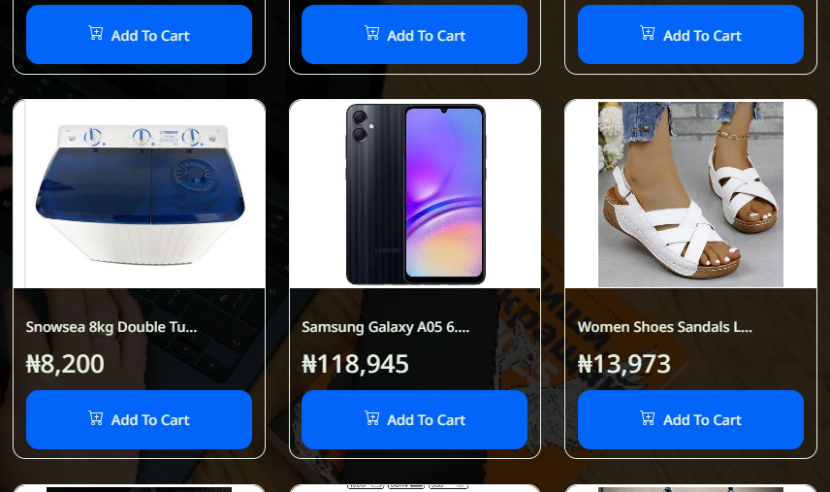 Add To Cart
Add To Cart
Add To Cart
SAMSUNG
Snowsea 8kg Double Tu...
Samsung Galaxy A05 6....
Women Shoes Sandals L...
₦8,200
₦118,945
₦13,973
Add To Cart
Add To Cart
Add To Cart